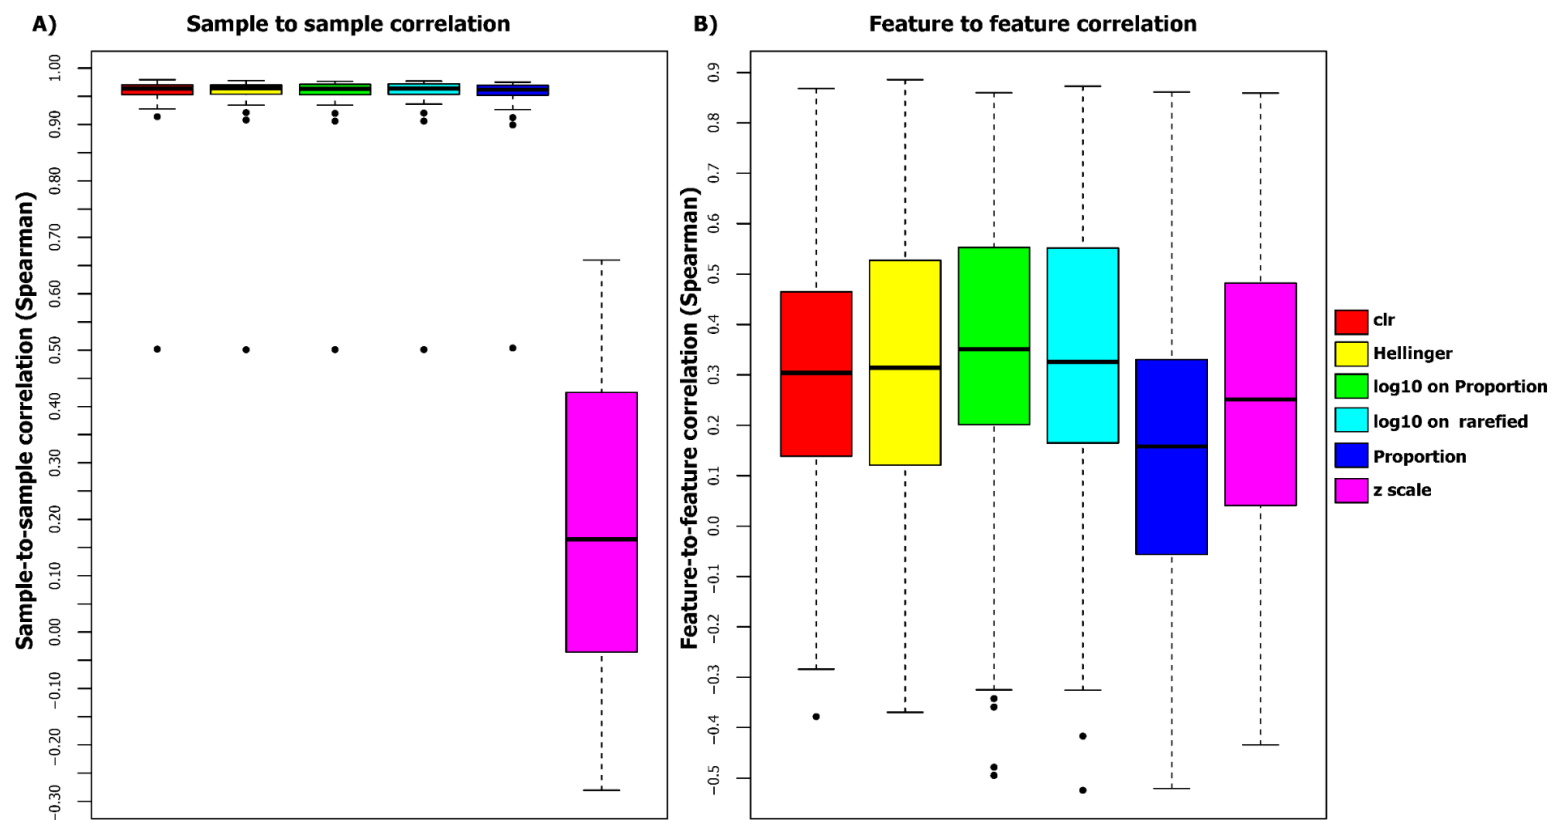 A)
Sample to sample correlation
Sample-to-sample correlation (Spearman)
1.00
0.90
0.80
0.70
0.60
0.50
0.40
0.30
0.20
0.10
0.00
−0.10
−0.20
−0.30
B)
Feature to feature correlation
Feature-to-feature correlation (Spearman)
0.9
0.8
0.7
0.6
0.5
0.4
0.3
0.2
0.1
0.0
−0.1
−0.2
−0.3
−0.4
−0.5
clr
Hellinger
log10 on Proportion
log10 on  rarefied
Proportion
z scale